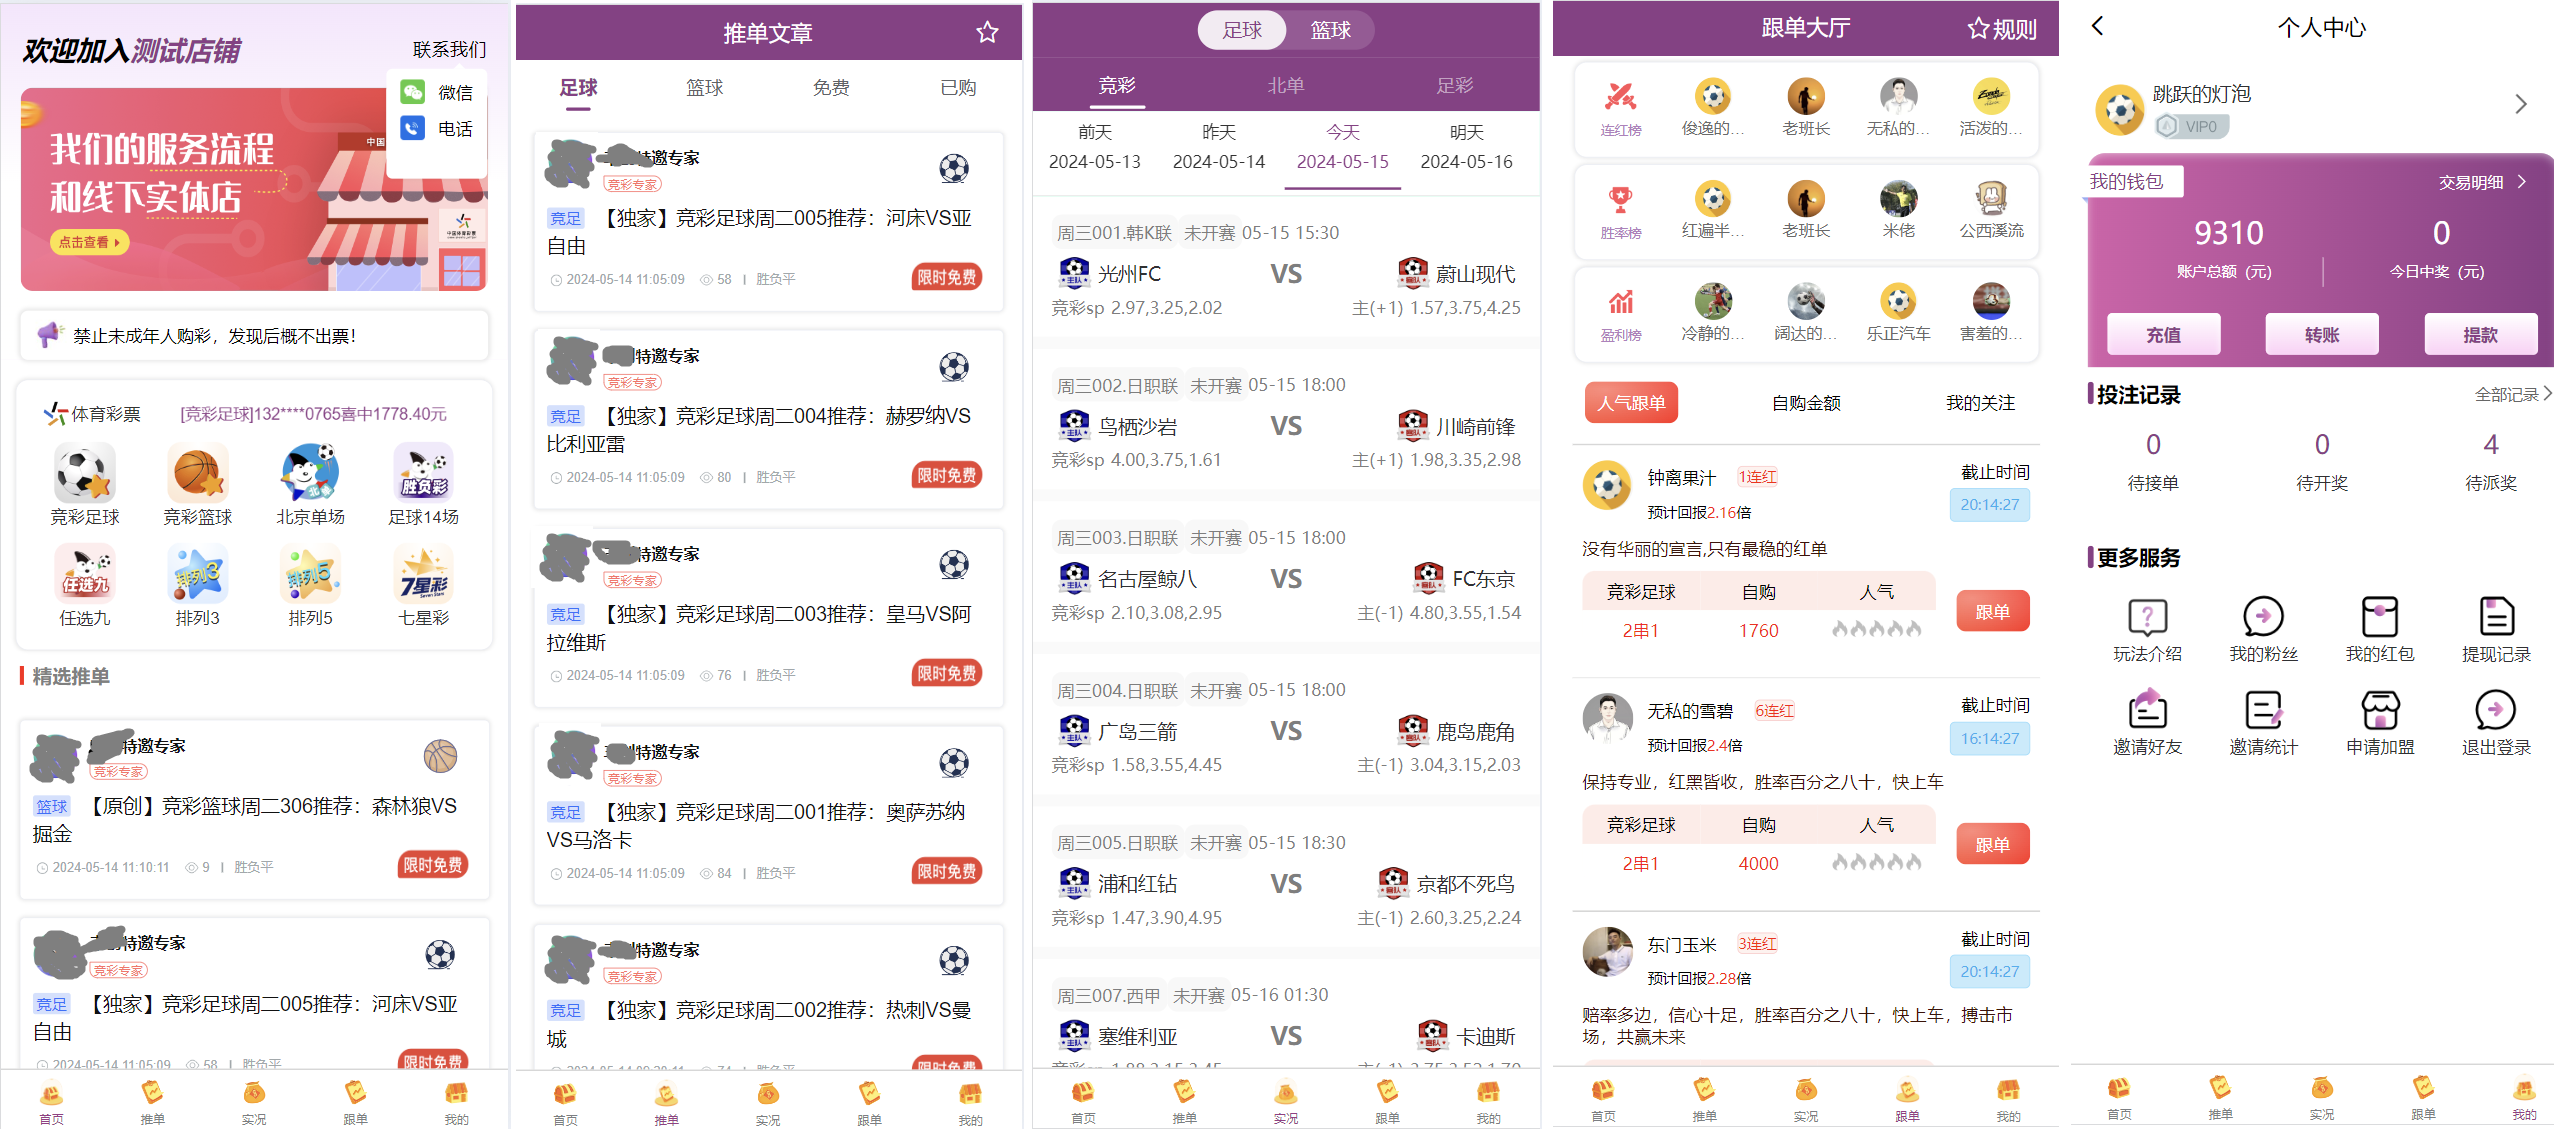 欢迎加入测试店铺
联系我们
微信
电话
我们的服务流程
和线下实体店
点击查看
中国
禁止未成年人购彩，发现后概不出票！
体育彩票
[竞彩足球]132****0765喜中1778.40元
竞彩足球 竞彩篮球 北京单场 足球14场
胜负彩
任选九 排列3 排列5 7星彩
任选九 排列3 排列5 七星彩
精选推单
特邀专家
竞彩专家
篮球 【原创】竞彩篮球周二306推荐：森林狼VS
掘金
2024-05-14 11:10:11 9 胜负平
限时免费
特邀专家
竞彩专家
竞足 【独家】竞彩足球周二005推荐：河床VS亚
自由
2024-05-14 11:05:09 58 胜负平
限时免费
首页 推单 实况 跟单 我的
推单文章
足球 篮球 免费 已购
特邀专家
竞彩专家
竞足 【独家】竞彩足球周二005推荐：河床VS亚
自由
2024-05-14 11:05:09 58 胜负平
限时免费
特邀专家
竞彩专家
竞足 【独家】竞彩足球周二004推荐：赫罗纳VS
比利亚雷
2024-05-14 11:05:09 80 胜负平
限时免费
特邀专家
竞彩专家
竞足 【独家】竞彩足球周二003推荐：皇马VS阿
拉维斯
2024-05-14 11:05:09 76 胜负平
限时免费
特邀专家
竞彩专家
竞足 【独家】竞彩足球周二001推荐：奥萨苏纳
VS马洛卡
2024-05-14 11:05:09 84 胜负平
限时免费
特邀专家
竞彩专家
竞足 【独家】竞彩足球周二002推荐：热刺VS曼
城
限时免费
首页 推单 实况 跟单 我的
足球 篮球
竞彩 北单 足彩
前天 昨天 今天 明天
2024-05-13 2024-05-14 2024-05-15 2024-05-16
周三001.韩K联 未开赛 05-15 15:30
主队 光州FC VS 客队 蔚山现代
竞彩sp 2.97,3.25,2.02 主(+1) 1.57,3.75,4.25
周三002.日职联 未开赛 05-15 18:00
主队 鸟栖沙岩 VS 客队 川崎前锋
竞彩sp 4.00,3.75,1.61 主(+1) 1.98,3.35,2.98
周三003.日职联 未开赛 05-15 18:00
主队 名古屋鲸八 VS 客队 FC东京
竞彩sp 2.10,3.08,2.95 主(-1) 4.80,3.55,1.54
周三004.日职联 未开赛 05-15 18:00
主队 广岛三箭 VS 客队 鹿岛鹿角
竞彩sp 1.58,3.55,4.45 主(-1) 3.04,3.15,2.03
周三005.日职联 未开赛 05-15 18:30
主队 浦和红钻 VS 客队 京都不死鸟
竞彩sp 1.47,3.90,4.95 主(-1) 2.60,3.25,2.24
周三007.西甲 未开赛 05-16 01:30
主队 塞维利亚 VS 客队 卡迪斯
首页 推单 实况 跟单 我的
跟单大厅
规则
连红榜 俊逸的... 老班长 无私的... 活泼的...
胜率榜 红遍半... 老班长 米佬 公西溪流
盈利榜 冷静的... 阔达的... 乐正汽车 害羞的...
人气跟单 自购金额 我的关注
钟离果汁 1连红 截止时间
预计回报2.16倍 20:14:27
没有华丽的宣言,只有最稳的红单
竞彩足球 自购 人气
2串1 1760
跟单
无私的雪碧 6连红 截止时间
预计回报2.4倍 16:14:27
保持专业，红黑皆收，胜率百分之八十，快上车
竞彩足球 自购 人气
2串1 4000
跟单
东门玉米 3连红 截止时间
预计回报2.28倍 20:14:27
赔率多边，信心十足，胜率百分之八十，快上车，搏击市
场，共赢未来
首页 推单 实况 跟单 我的
个人中心
跳跃的灯泡
VIP0
我的钱包 交易明细
9310 0
账户总额（元） 今日中奖（元）
充值 转账 提款
投注记录 全部记录
0 0 4
待接单 待开奖 待派奖
更多服务
玩法介绍 我的粉丝 我的红包 提现记录
邀请好友 邀请统计 申请加盟 退出登录
首页 推单 实况 跟单 我的